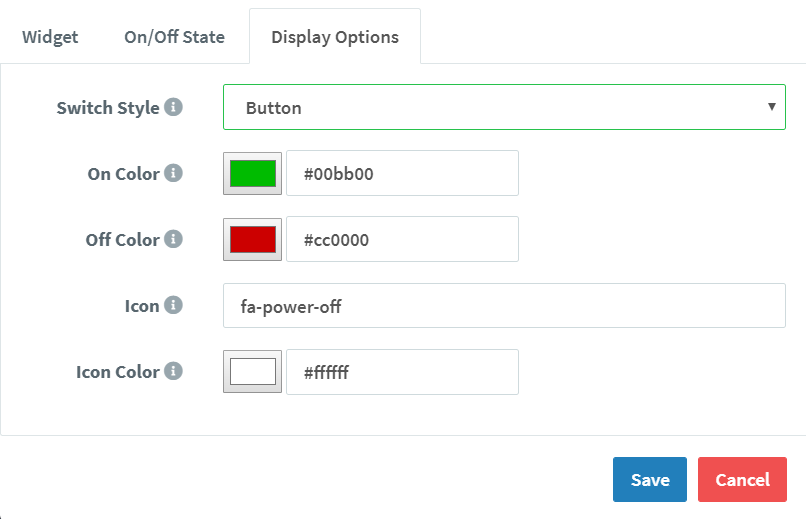 Widget On/Off State Display Options
Switch Style Button
On Color #00bb00
Off Color #cc0000
Icon fa-power-off
Icon Color #ffffff
Save Cancel